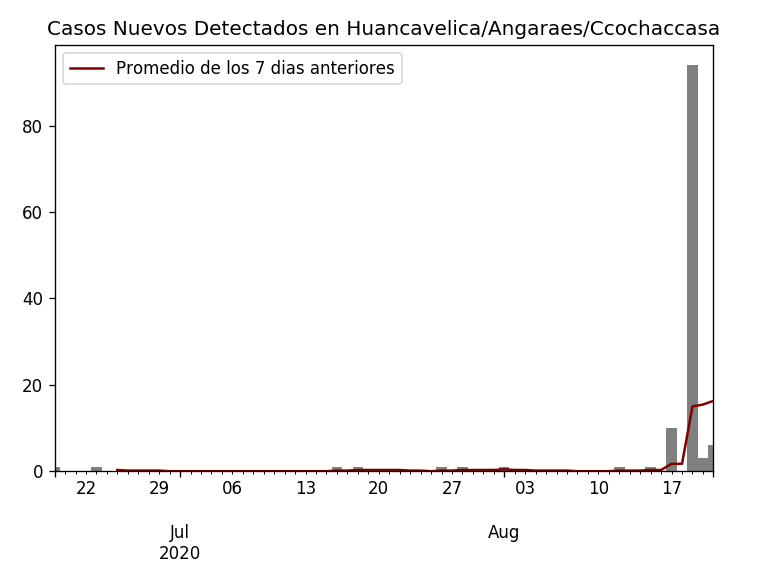 Casos Nuevos Detectados en Huancavelica/Angaraes/Ccochaccasa
Promedio de los 7 dias anteriores
80
60
40
20
0
22 29 06 13 20 27 03 10 17
Jul Aug
2020